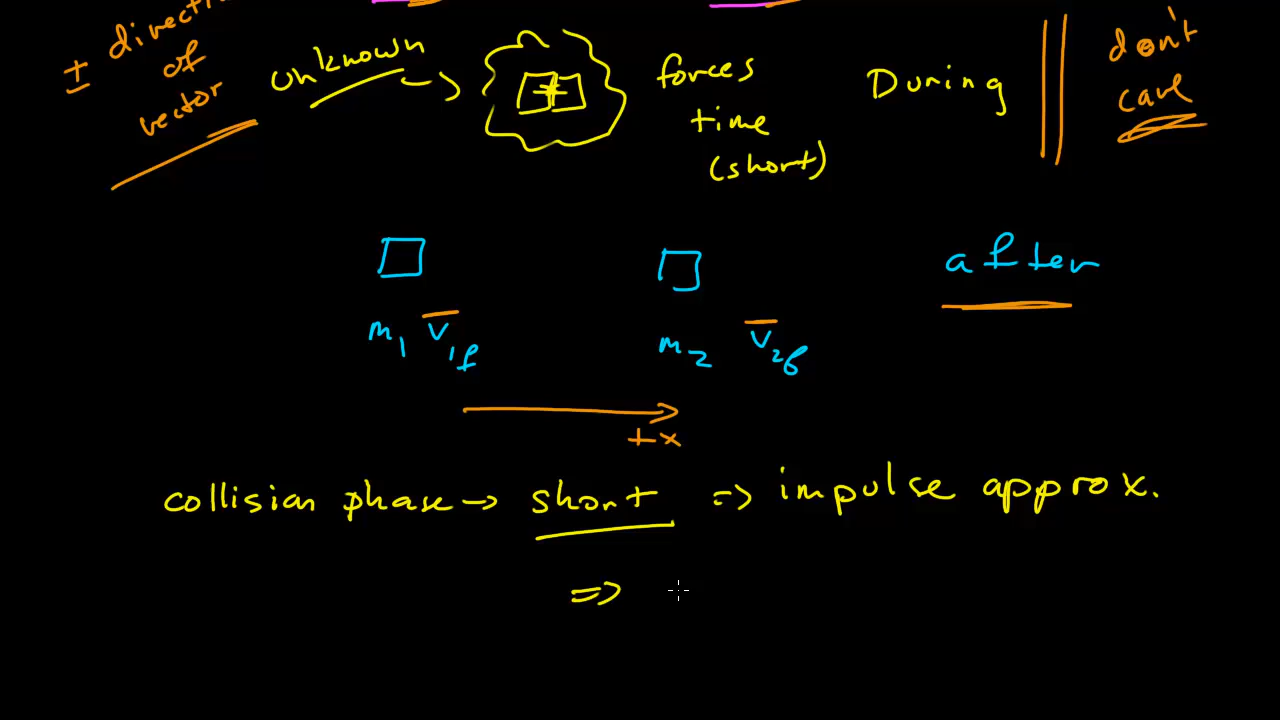 ± direction
of
vector
unknown
forces
time
(short)
During
don't
care
after
m1 v1f
m2 v2f
+x
collision phase → short => impulse approx.
=>